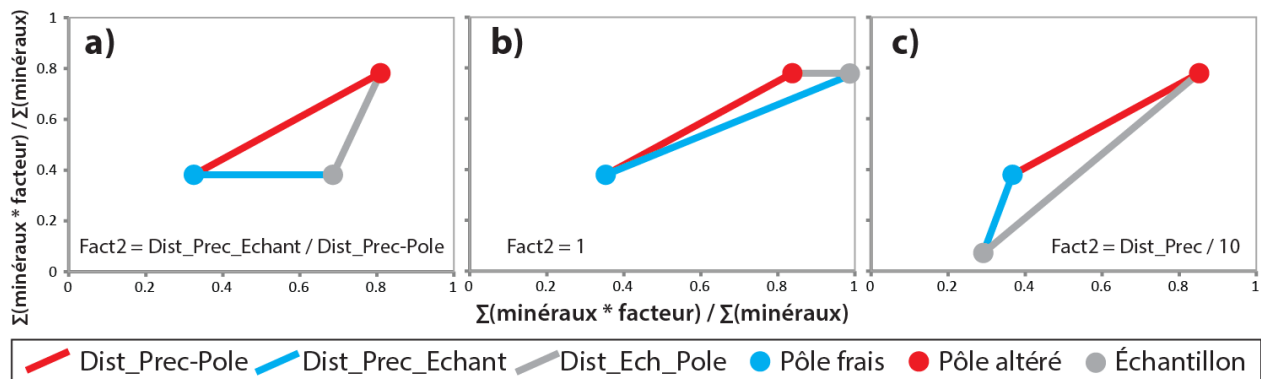 Σ(minéraux * facteur) / Σ(minéraux)
1
0.8
0.6
0.4
0.2
0
a)
Fact2 = Dist_Prec_Echant / Dist_Prec-Pole
0 0.2 0.4 0.6 0.8 1
b)
Fact2 = 1
0 0.2 0.4 0.6 0.8 1
c)
Fact2 = Dist_Prec / 10
0 0.2 0.4 0.6 0.8 1
∑(minéraux * facteur) / ∑(minéraux)
Dist_Prec-Pole Dist_Prec_Echant Dist_Ech_Pole Pôle frais Pôle altéré Échantillon